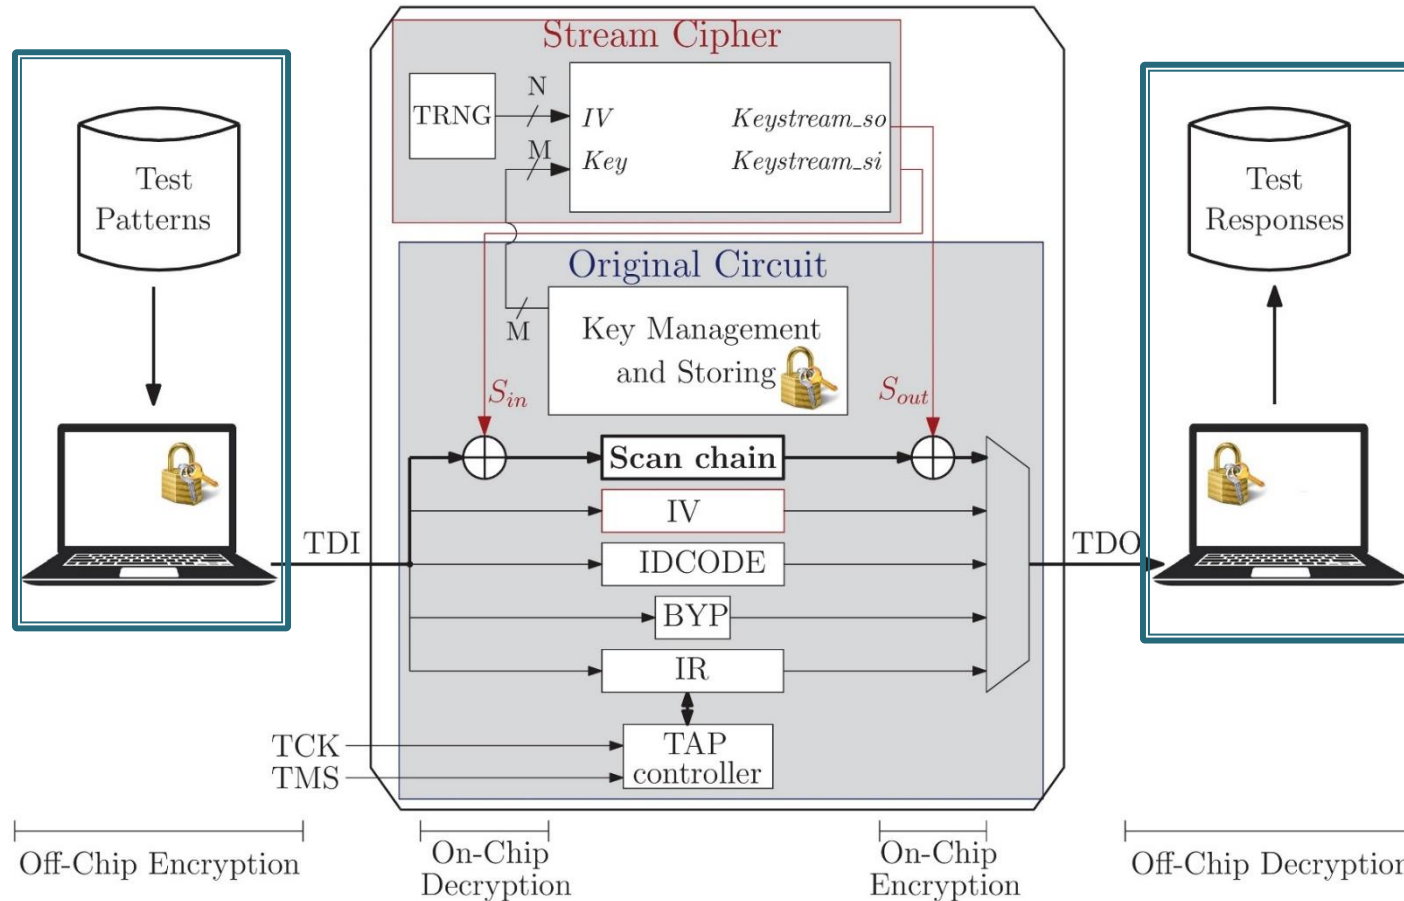 Stream Cipher
TRNG
N
M
IV
Key
Keystream_so
Keystream_si
Test
Patterns
Test
Responses
Original Circuit
M
Key Management
and Storing
S_in
S_out
Scan chain
IV
IDCODE
BYP
IR
TAP
controller
TDI
TDO
TCK
TMS
Off-Chip Encryption
On-Chip
Decryption
On-Chip
Encryption
Off-Chip Decryption